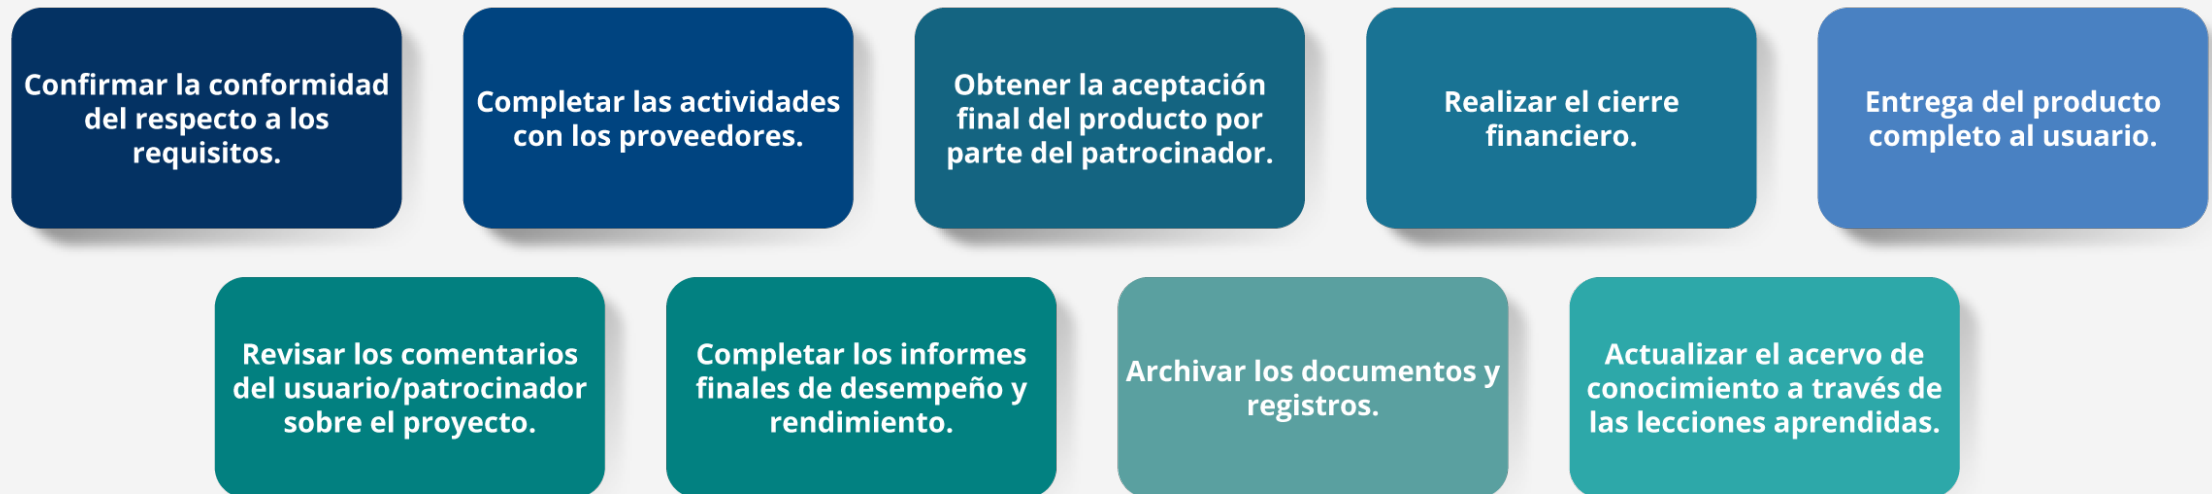 Confirmar la conformidad
del respecto a los
requisitos.
Completar las actividades
con los proveedores.
Obtener la aceptación
final del producto por
parte del patrocinador.
Realizar el cierre
financiero.
Entrega del producto
completo al usuario.
Revisar los comentarios
del usuario/patrocinador
sobre el proyecto.
Completar los informes
finales de desempeño y
rendimiento.
Archivar los documentos y
registros.
Actualizar el acervo de
conocimiento a través de
las lecciones aprendidas.